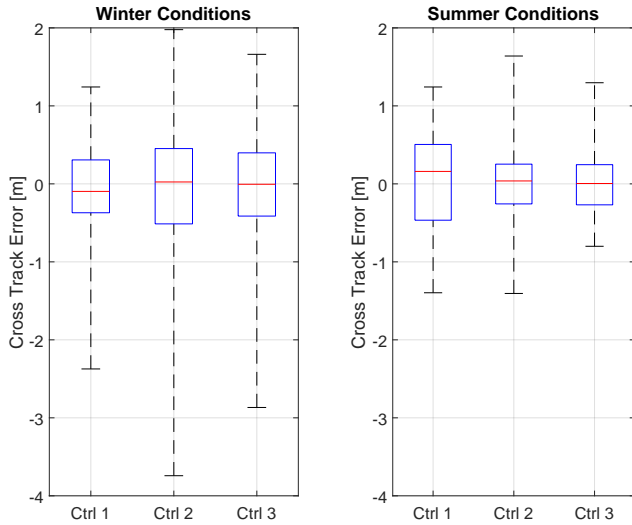 Winter Conditions
Cross Track Error [m]
2
1
0
-1
-2
-3
-4
Ctrl 1 Ctrl 2 Ctrl 3
Summer Conditions
Cross Track Error [m]
2
1
0
-1
-2
-3
-4
Ctrl 1 Ctrl 2 Ctrl 3